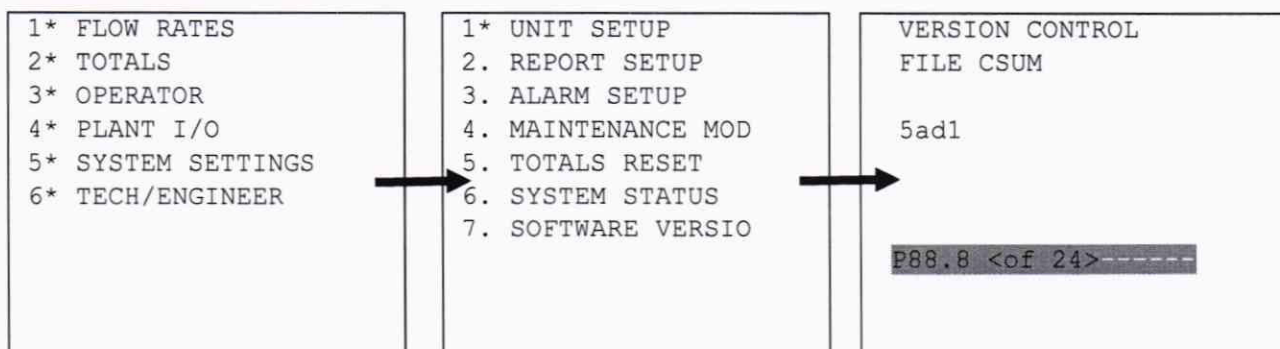 1* FLOW RATES
2* TOTALS
3* OPERATOR
4* PLANT I/O
5* SYSTEM SETTINGS
6* TECH/ENGINEER
1* UNIT SETUP
2. REPORT SETUP
3. ALARM SETUP
4. MAINTENANCE MOD
5. TOTALS RESET
6. SYSTEM STATUS
7. SOFTWARE VERSIO
VERSION CONTROL
FILE CSUM
5ad1
P88.8 <of 24>------